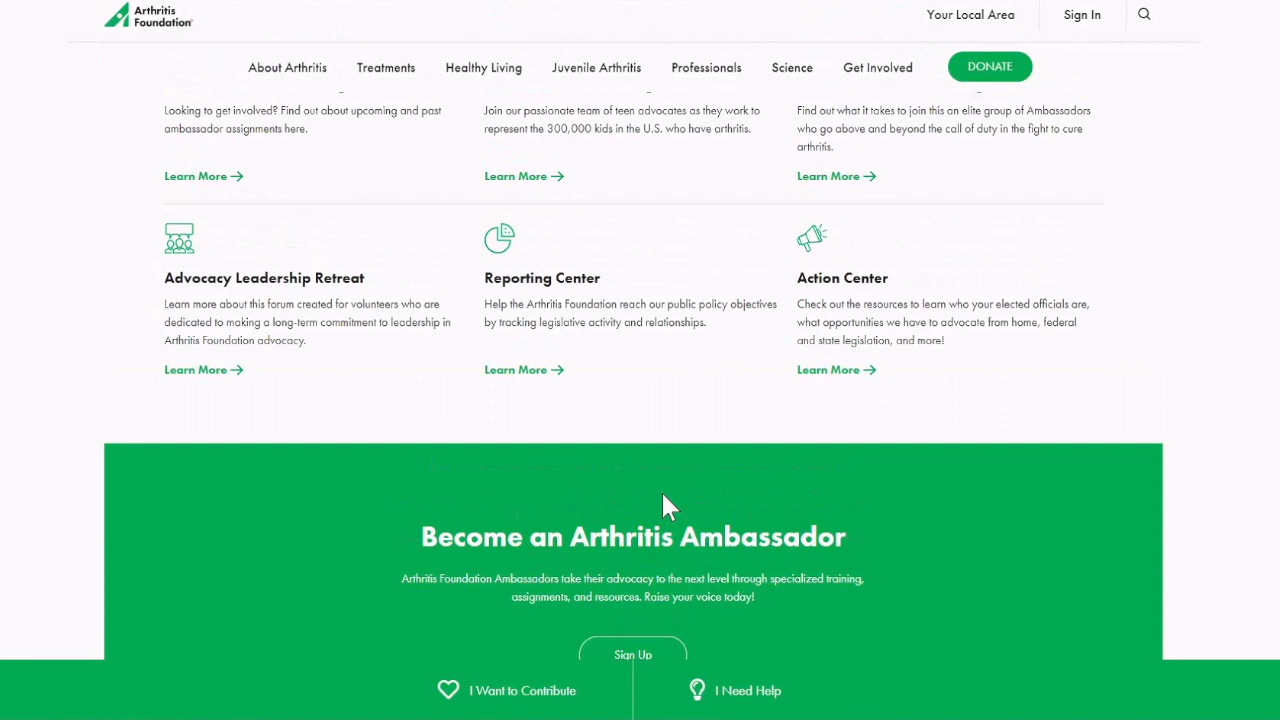 Arthritis
Foundation
Your Local Area
Sign In
About Arthritis
Treatments
Healthy Living
Juvenile Arthritis
Professionals
Science
Get Involved
DONATE
Looking to get involved? Find out about upcoming and past
ambassador assignments here.
Learn More
Join our passionate team of teen advocates as they work to
represent the 300,000 kids in the U.S. who have arthritis.
Learn More
Find out what it takes to join this an elite group of Ambassadors
who go above and beyond the call of duty in the fight to cure
arthritis.
Learn More
Advocacy Leadership Retreat
Learn more about this forum created for volunteers who are
dedicated to making a long-term commitment to leadership in
Arthritis Foundation advocacy.
Learn More
Reporting Center
Help the Arthritis Foundation reach our public policy objectives
by tracking legislative activity and relationships.
Learn More
Action Center
Check out the resources to learn who your elected officials are,
what opportunities we have to advocate from home, federal
and state legislation, and more!
Learn More
Become an Arthritis Ambassador
Arthritis Foundation Ambassadors take their advocacy to the next level through specialized training,
assignments, and resources. Raise your voice today!
Sign Up
I Want to Contribute
I Need Help